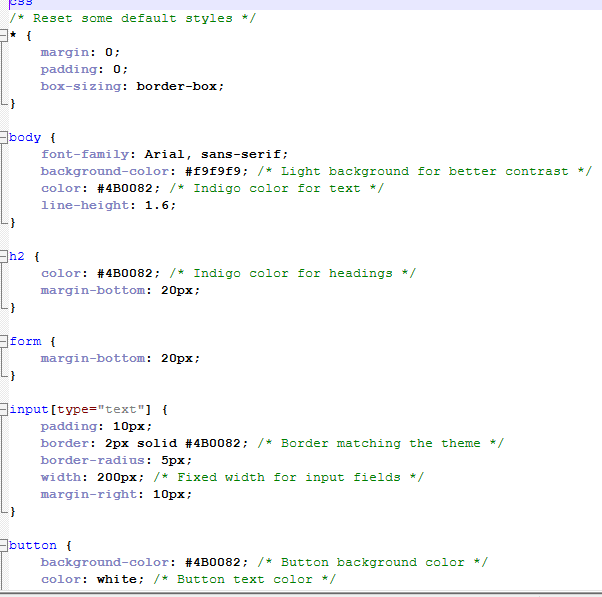 css
/* Reset some default styles */
* {
    margin: 0;
    padding: 0;
    box-sizing: border-box;
}

body {
    font-family: Arial, sans-serif;
    background-color: #f9f9f9; /* Light background for better contrast */
    color: #4B0082; /* Indigo color for text */
    line-height: 1.6;
}

h2 {
    color: #4B0082; /* Indigo color for headings */
    margin-bottom: 20px;
}

form {
    margin-bottom: 20px;
}

input[type="text"] {
    padding: 10px;
    border: 2px solid #4B0082; /* Border matching the theme */
    border-radius: 5px;
    width: 200px; /* Fixed width for input fields */
    margin-right: 10px;
}

button {
    background-color: #4B0082; /* Button background color */
    color: white; /* Button text color */